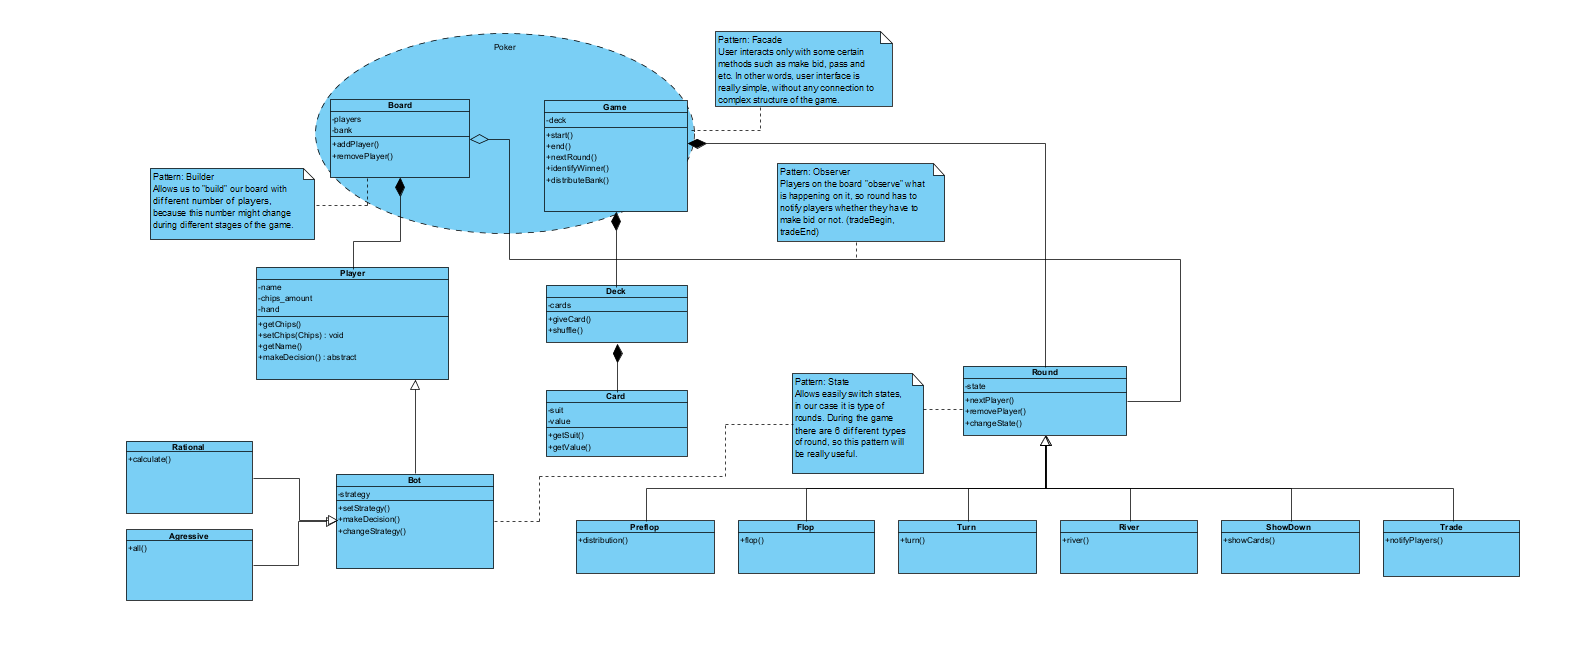 Poker
Pattern: Facade
User interacts only with some certain
methods such as make bid, pass and
etc. In other words, user interface is
really simple, without any connection to
complex structure of the game.
Board
-players
-bank
+addPlayer()
+removePlayer()
Game
-deck
+start()
+end()
+nextRound()
+identifyWinner()
+distributeBank()
Pattern: Builder
Allows us to "build" our board with
different number of players,
because this number might change
during different stages of the game.
Pattern: Observer
Players on the board "observe" what
is happening on it, so round has to
notify players whether they have to
make bid or not. (tradeBegin,
tradeEnd)
Player
-name
-chips_amount
-hand
+getChips()
+setChips(Chips) : void
+getName()
+makeDecision() : abstract
Deck
-cards
+giveCard()
+shuffle()
Card
-suit
-value
+getSuit()
+getValue()
Pattern: State
Allows easily switch states,
in our case it is type of
rounds. During the game
there are 6 different types
of round, so this pattern will
be really useful.
Round
-state
+nextPlayer()
+removePlayer()
+changeState()
Rational
+calculate()
Agressive
+all()
Bot
-strategy
+setStrategy()
+makeDecision()
+changeStrategy()
Preflop
+distribution()
Flop
+flop()
Turn
+turn()
River
+river()
ShowDown
+showCards()
Trade
+notifyPlayers()